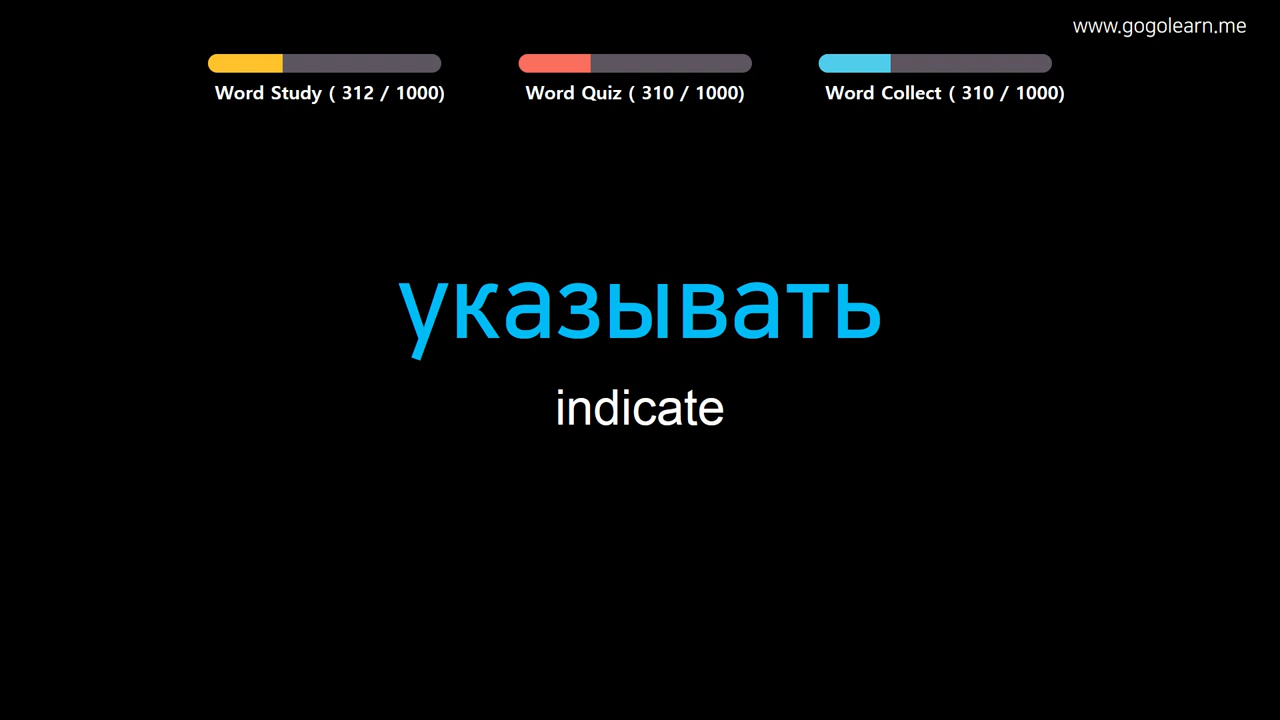 www.gogolearn.me
Word Study ( 312 / 1000)
Word Quiz ( 310 / 1000)
Word Collect ( 310 / 1000)
указывать
indicate